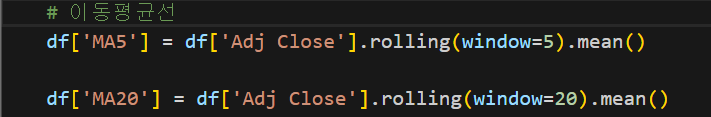 # 이동평균선
df['MA5'] = df['Adj Close'].rolling(window=5).mean()
df['MA20'] = df['Adj Close'].rolling(window=20).mean()